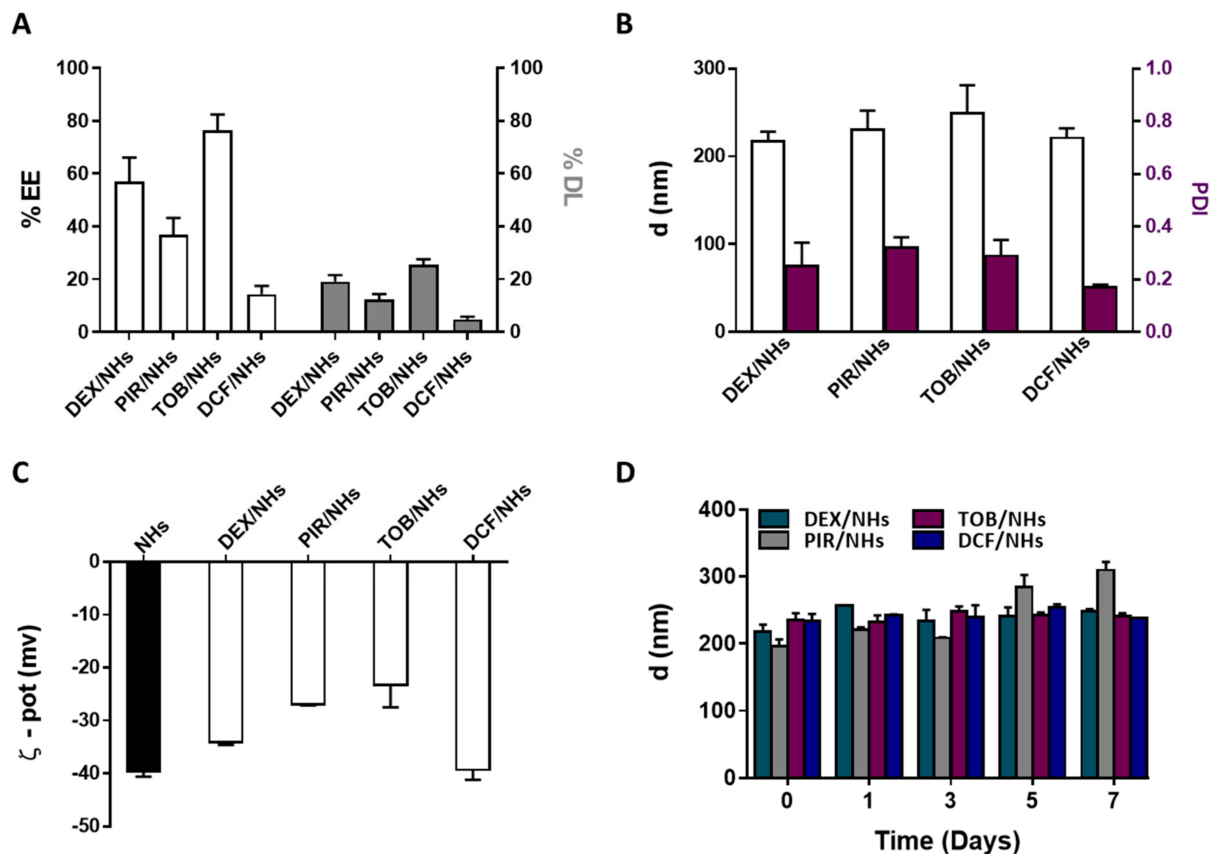 A
100
80
60
40
20
0
% EE
100
80
60
40
20
0
% DL
DEX/NHs
PIR/NHs
TOB/NHs
DCF/NHs
DEX/NHs
PIR/NHs
TOB/NHs
DCF/NHs
B
300
200
100
0
d (nm)
1.0
0.8
0.6
0.4
0.2
0.0
PDI
DEX/NHs
PIR/NHs
TOB/NHs
DCF/NHs
C
NHs
DEX/NHs
PIR/NHs
TOB/NHs
DCF/NHs
0
-10
-20
-30
-40
-50
ζ - pot (mv)
D
400
300
200
100
0
d (nm)
DEX/NHs TOB/NHs
PIR/NHs DCF/NHs
0 1 3 5 7
Time (Days)